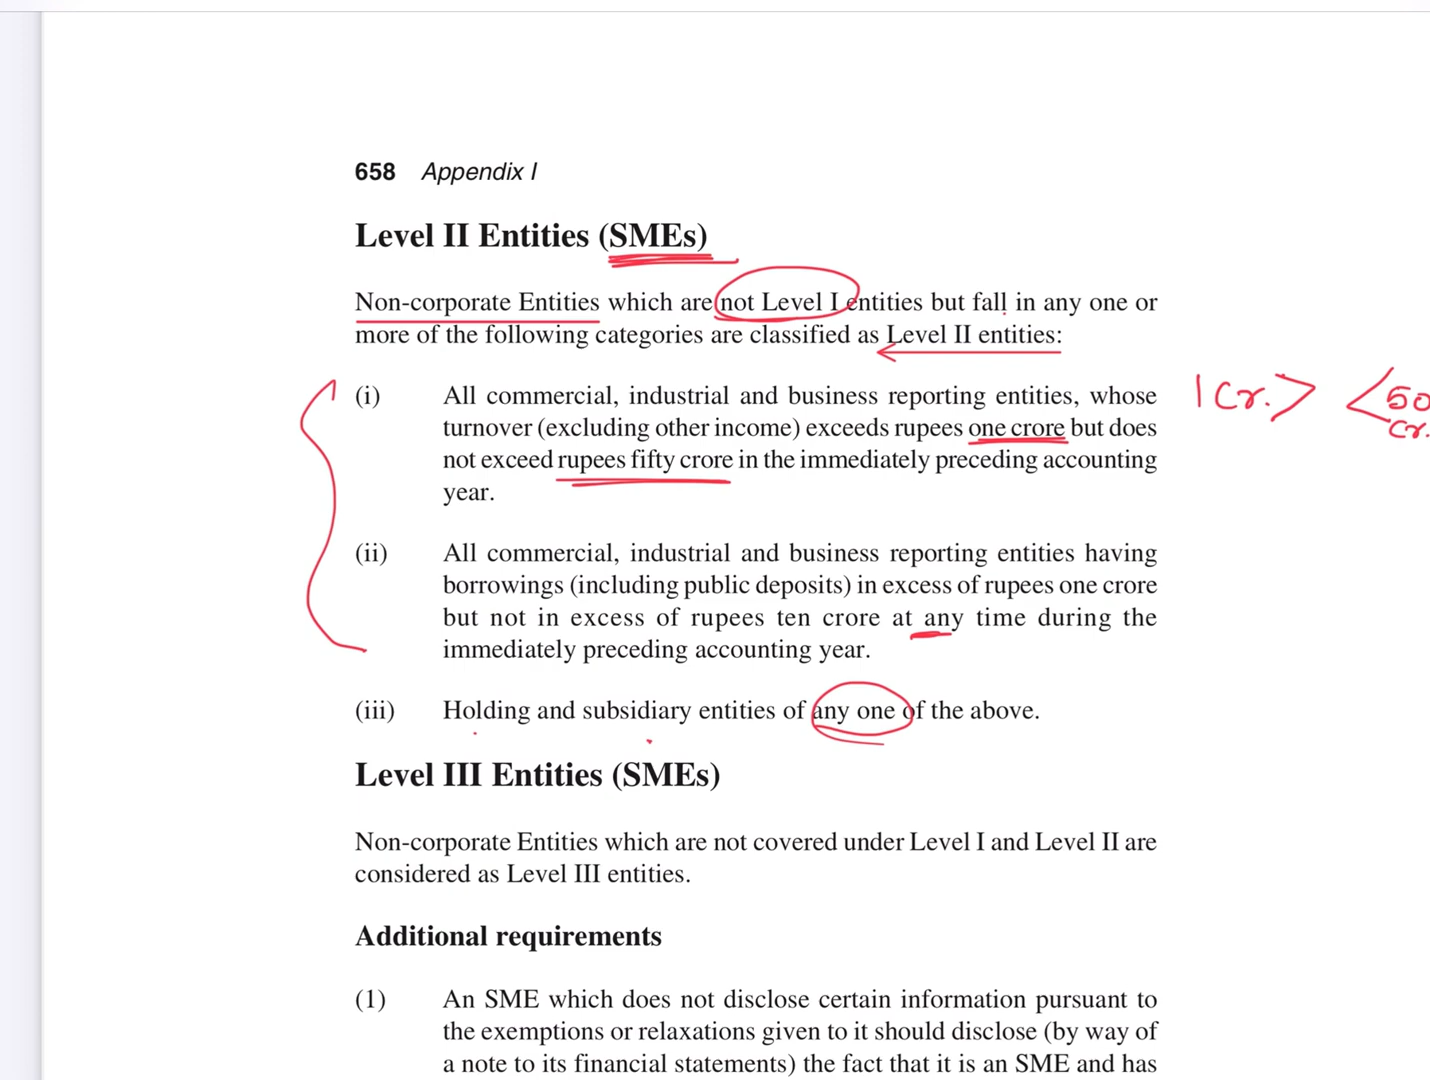 658 Appendix I
Level II Entities (SMEs)
Non-corporate Entities which are not Level I entities but fall in any one or
more of the following categories are classified as Level II entities:
(i) All commercial, industrial and business reporting entities, whose
turnover (excluding other income) exceeds rupees one crore but does
not exceed rupees fifty crore in the immediately preceding accounting
year.
1 Cr. > < 50
Cr.
(ii) All commercial, industrial and business reporting entities having
borrowings (including public deposits) in excess of rupees one crore
but not in excess of rupees ten crore at any time during the
immediately preceding accounting year.
(iii) Holding and subsidiary entities of any one of the above.
Level III Entities (SMEs)
Non-corporate Entities which are not covered under Level I and Level II are
considered as Level III entities.
Additional requirements
(1) An SME which does not disclose certain information pursuant to
the exemptions or relaxations given to it should disclose (by way of
a note to its financial statements) the fact that it is an SME and has